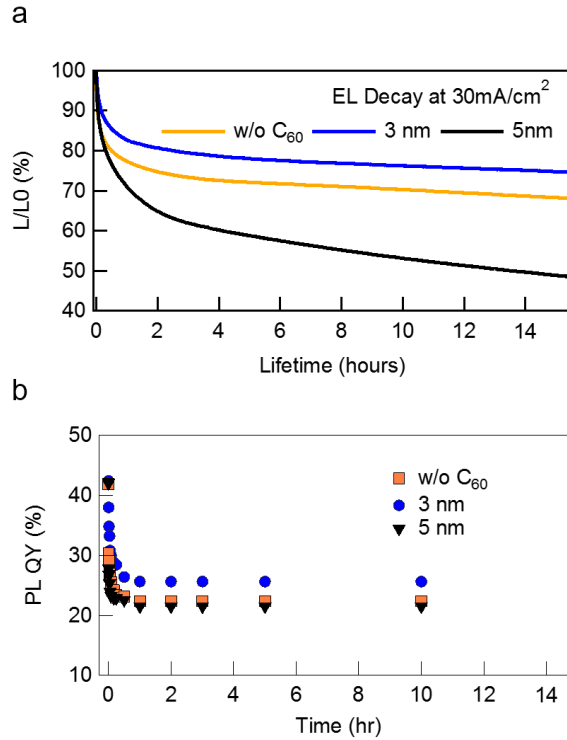 a
100
90
80
70
60
50
40
L/L0 (%)
EL Decay at 30mA/cm²
w/o C₆₀ 3 nm 5nm
0 2 4 6 8 10 12 14
Lifetime (hours)
b
50
40
30
20
10
PL QY (%)
w/o C₆₀
3 nm
5 nm
0 2 4 6 8 10 12 14
Time (hr)